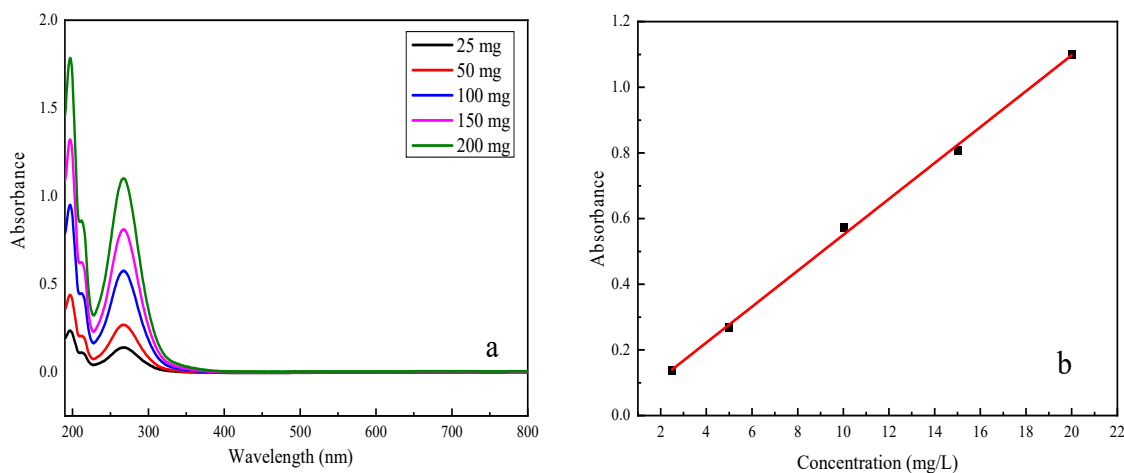 2.0
1.5
1.0
0.5
0.0
Absorbance
200 300 400 500 600 700 800
Wavelength (nm)
25 mg
50 mg
100 mg
150 mg
200 mg
a
1.2
1.0
0.8
0.6
0.4
0.2
0.0
Absorbance
2 4 6 8 10 12 14 16 18 20 22
Concentration (mg/L)
b